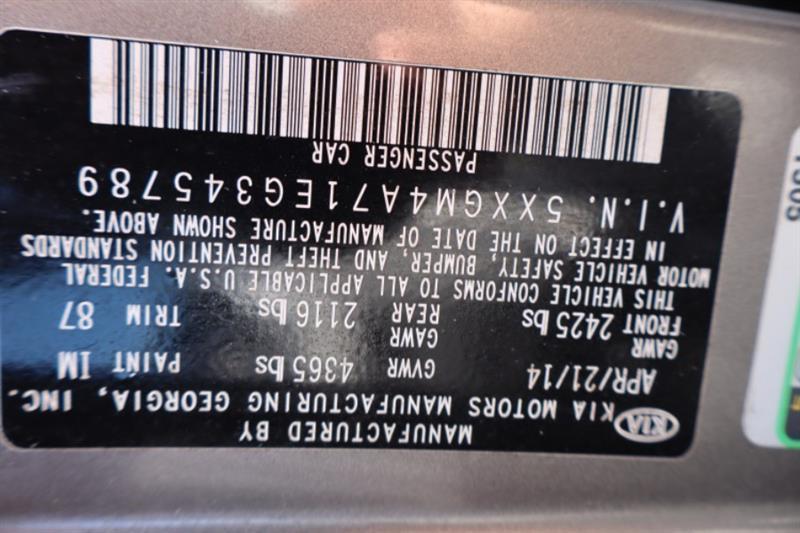 MANUFACTURED BY
KIA KIA MOTORS MANUFACTURING GEORGIA, INC.
APR/21/14 GVWR 4365 lbs PAINT IM
GAWR GAWR
FRONT 2425 lbs REAR 2116 lbs TRIM 87
THIS VEHICLE CONFORMS TO ALL APPLICABLE U.S.A. FEDERAL
MOTOR VEHICLE SAFETY, BUMPER, AND THEFT PREVENTION STANDARDS
IN EFFECT ON THE DATE OF MANUFACTURE SHOWN ABOVE.
V.I.N. 5XXGM4A71EG345789
PASSENGER CAR